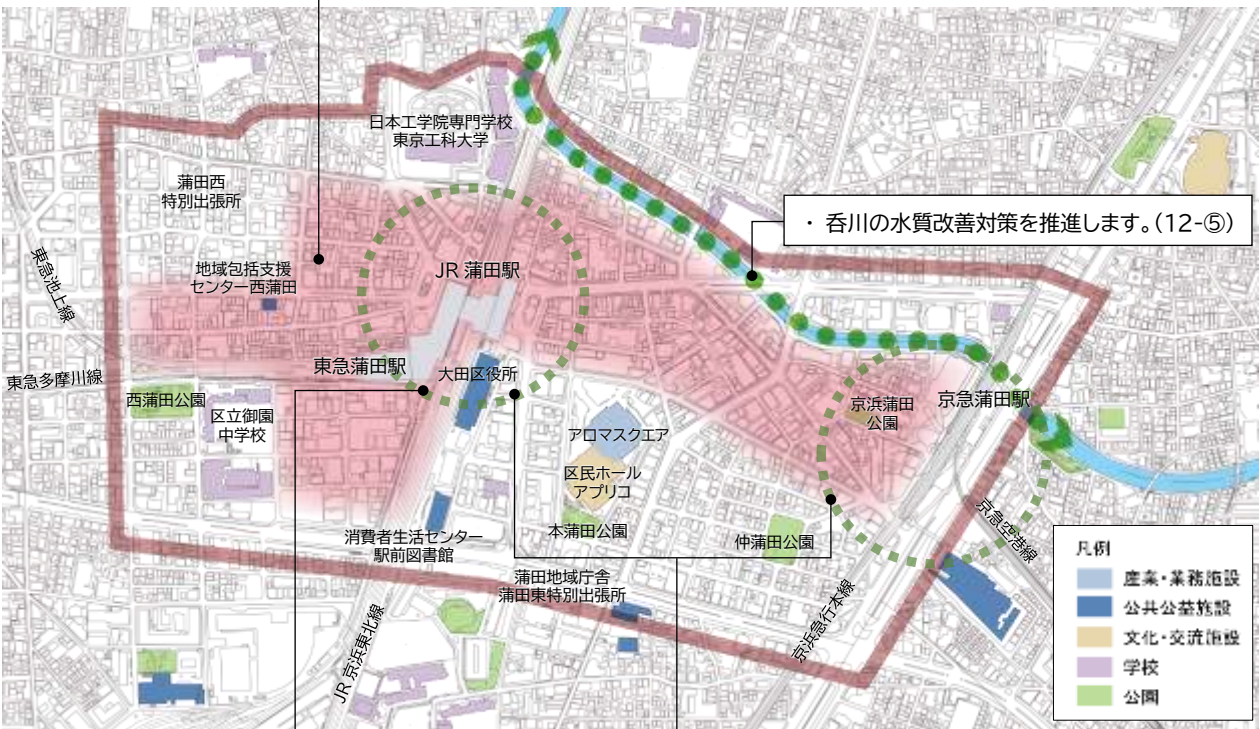 日本工学院専門学校
東京工科大学
蒲田西
特別出張所
・ 呑川の水質改善対策を推進します。(12-⑤)
東急池上線
地域包括支援
センター西蒲田
JR 蒲田駅
東急蒲田駅
大田区役所
東急多摩川線
西蒲田公園
区立御園
中学校
京浜蒲田
公園
京急蒲田駅
アロマスクエア
区民ホール
アプリコ
本蒲田公園
仲蒲田公園
消費者生活センター
駅前図書館
蒲田地域庁舎
蒲田東特別出張所
京急空港線
京浜急行本線
JR 京浜東北線
凡例
産業・業務施設
公共公益施設
文化・交流施設
学校
公園